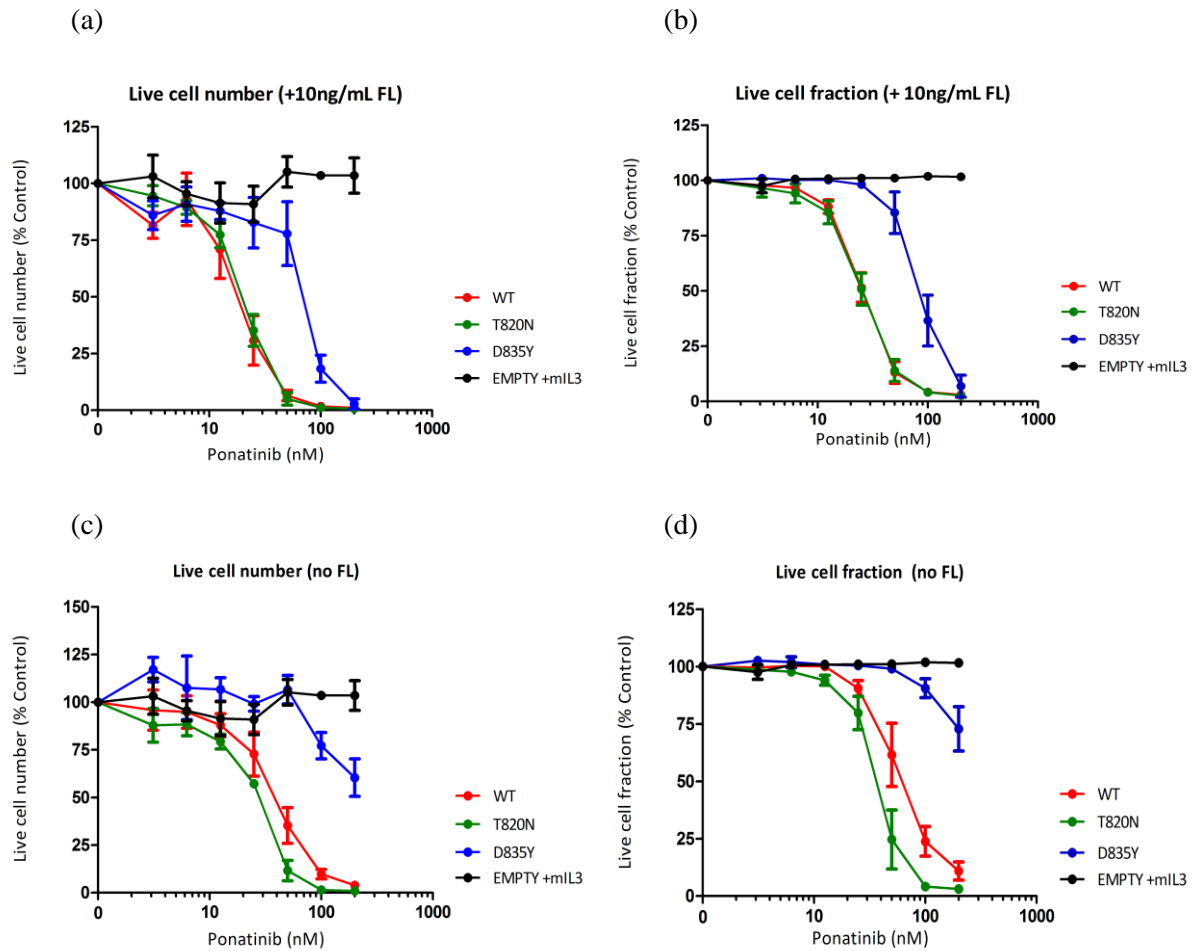 (a)
Live cell number (+10ng/mL FL)
Live cell number (% Control)
125
100
75
50
25
0
0
10
100
1000
Ponatinib (nM)
WT
T820N
D835Y
EMPTY +mIL3
(b)
Live cell fraction (+ 10ng/mL FL)
Live cell fraction (% Control)
125
100
75
50
25
0
0
10
100
1000
Ponatinib (nM)
WT
T820N
D835Y
EMPTY +mIL3
(c)
Live cell number (no FL)
Live cell number (% Control)
150
125
100
75
50
25
0
0
10
100
1000
Ponatinib (nM)
WT
T820N
D835Y
EMPTY +mIL3
(d)
Live cell fraction (no FL)
Live cell fraction (% Control)
125
100
75
50
25
0
0
10
100
1000
Ponatinib (nM)
WT
T820N
D835Y
EMPTY +mIL3